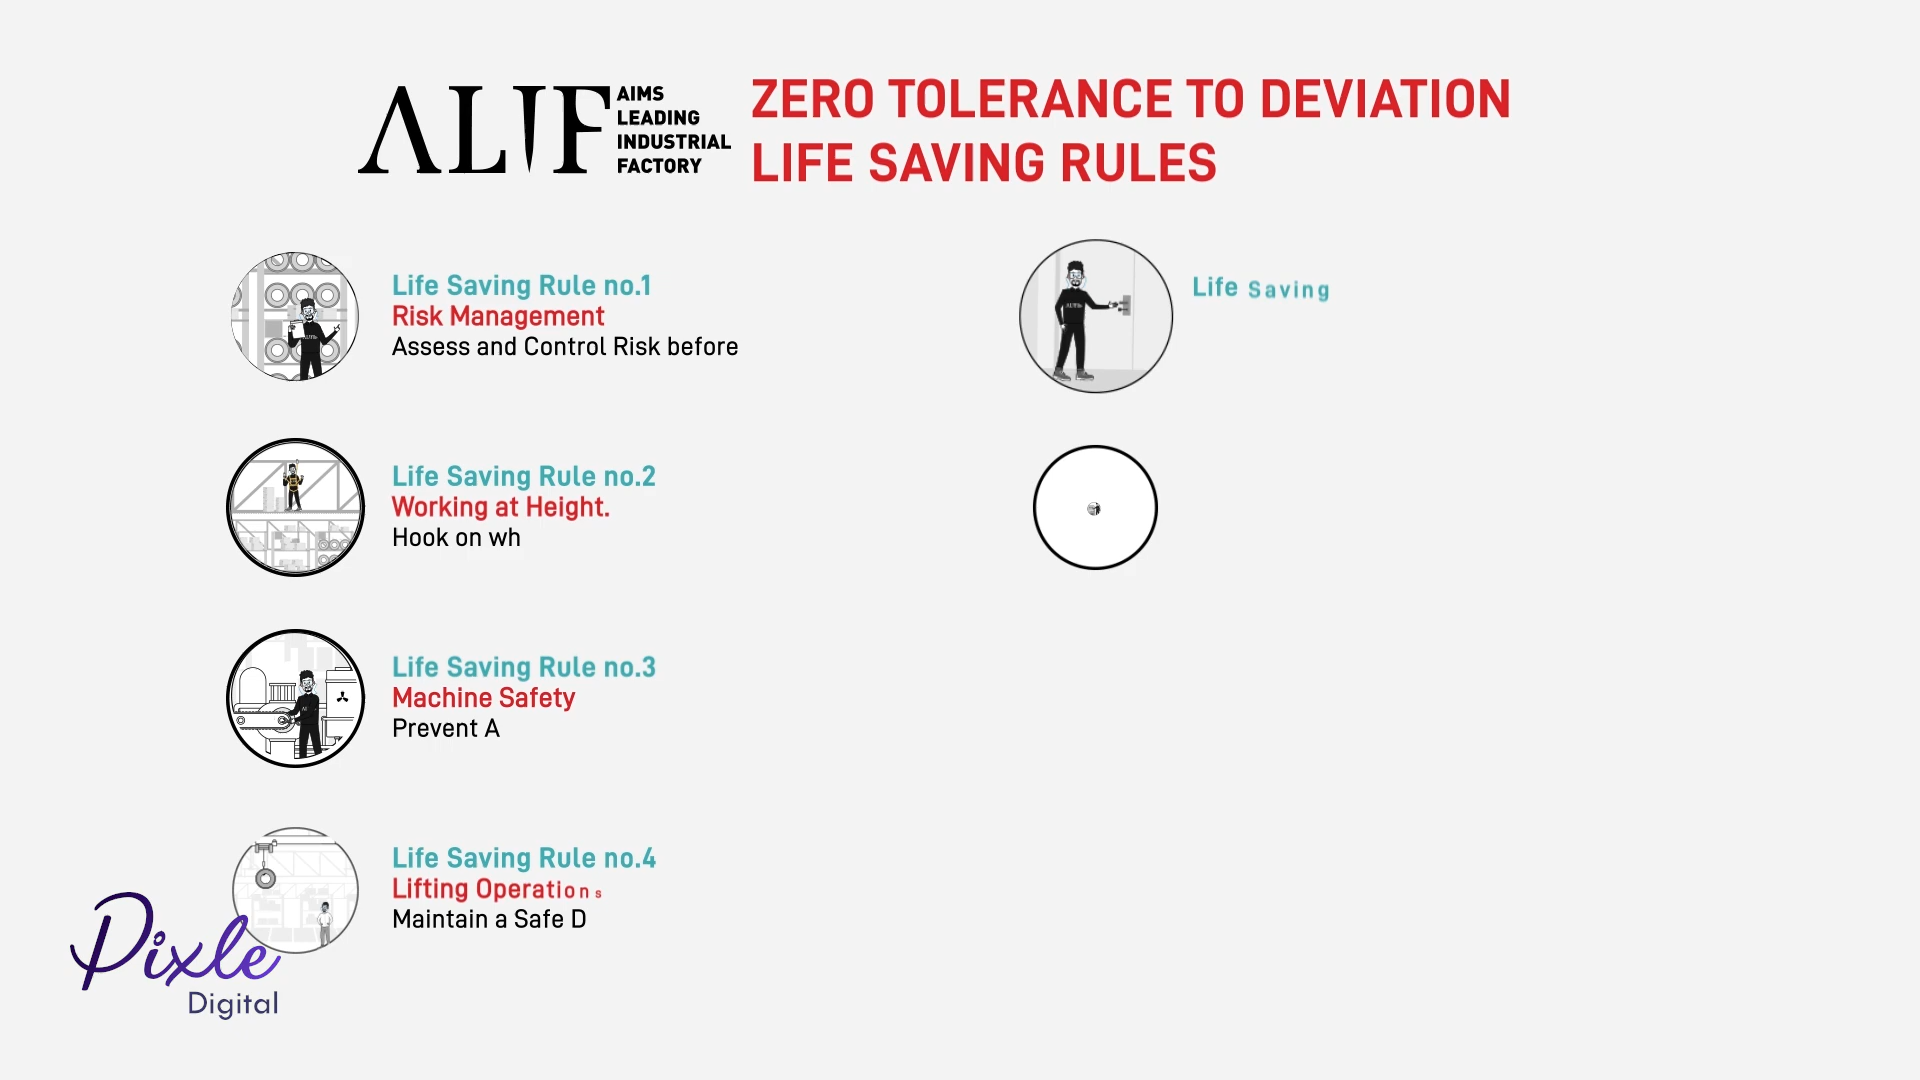 ALIF
AIMS
LEADING
INDUSTRIAL
FACTORY
ZERO TOLERANCE TO DEVIATION
LIFE SAVING RULES
Life Saving Rule no.1
Risk Management
Assess and Control Risk before
Life Saving Rule no.2
Working at Height.
Hook on wh
Life Saving Rule no.3
Machine Safety
Prevent A
Life Saving Rule no.4
Lifting Operations
Maintain a Safe D
Life Saving
Pixle
Digital